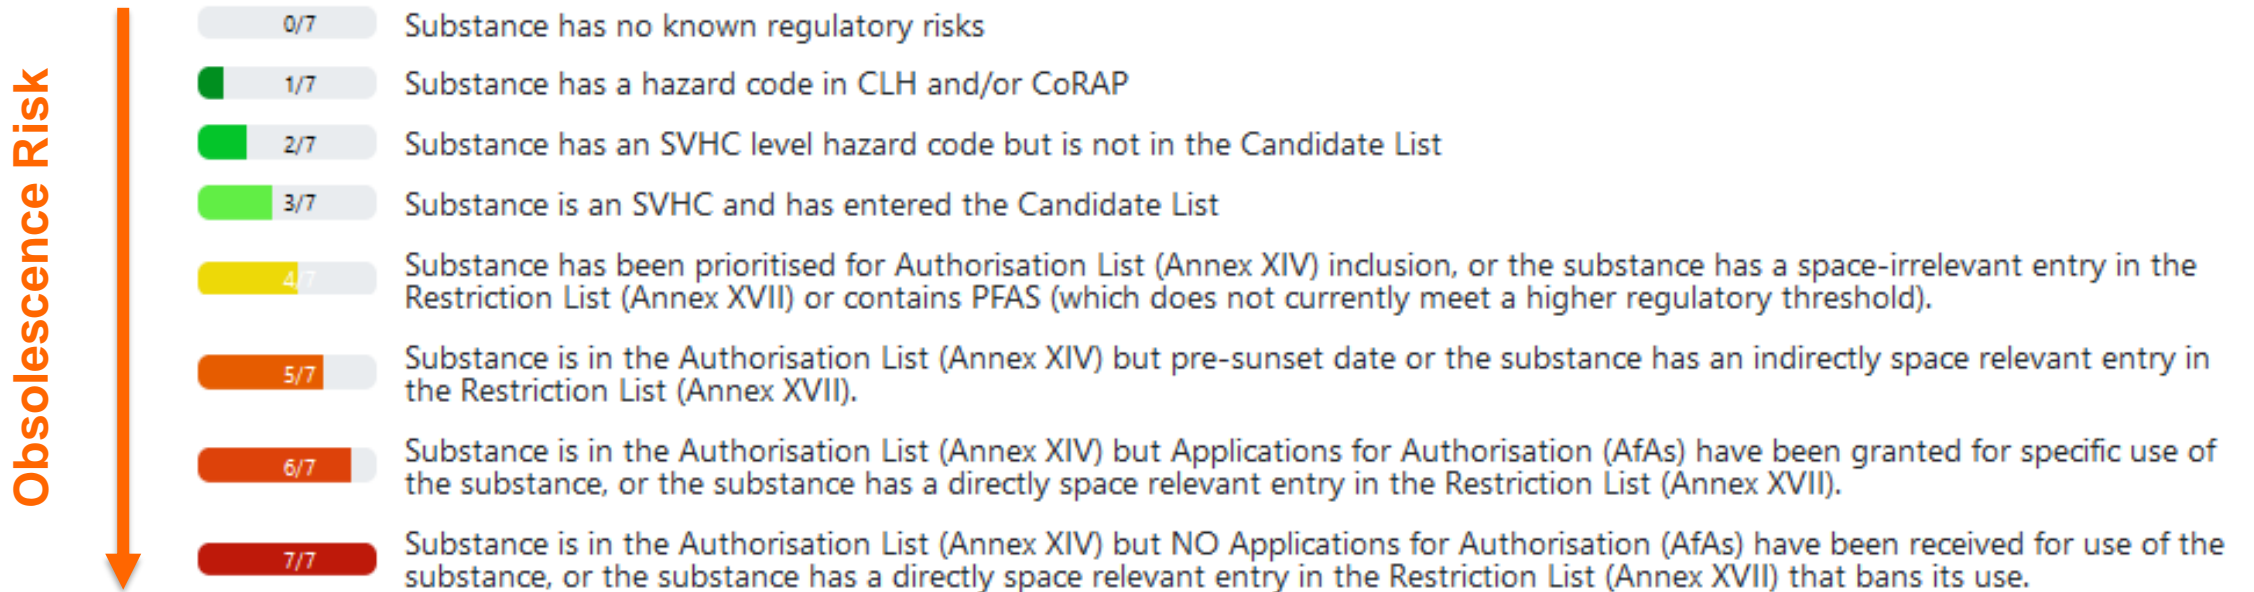 Obsolescence Risk
0/7 Substance has no known regulatory risks
1/7 Substance has a hazard code in CLH and/or CoRAP
2/7 Substance has an SVHC level hazard code but is not in the Candidate List
3/7 Substance is an SVHC and has entered the Candidate List
4/7 Substance has been prioritised for Authorisation List (Annex XIV) inclusion, or the substance has a space-irrelevant entry in the
Restriction List (Annex XVII) or contains PFAS (which does not currently meet a higher regulatory threshold).
5/7 Substance is in the Authorisation List (Annex XIV) but pre-sunset date or the substance has an indirectly space relevant entry in
the Restriction List (Annex XVII).
6/7 Substance is in the Authorisation List (Annex XIV) but Applications for Authorisation (AfAs) have been granted for specific use of
the substance, or the substance has a directly space relevant entry in the Restriction List (Annex XVII).
7/7 Substance is in the Authorisation List (Annex XIV) but NO Applications for Authorisation (AfAs) have been received for use of the
substance, or the substance has a directly space relevant entry in the Restriction List (Annex XVII) that bans its use.